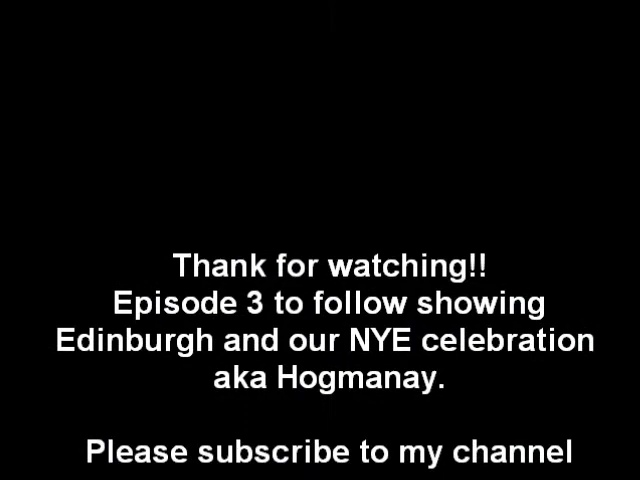 Thank for watching!!
Episode 3 to follow showing
Edinburgh and our NYE celebration
aka Hogmanay.
Please subscribe to my channel